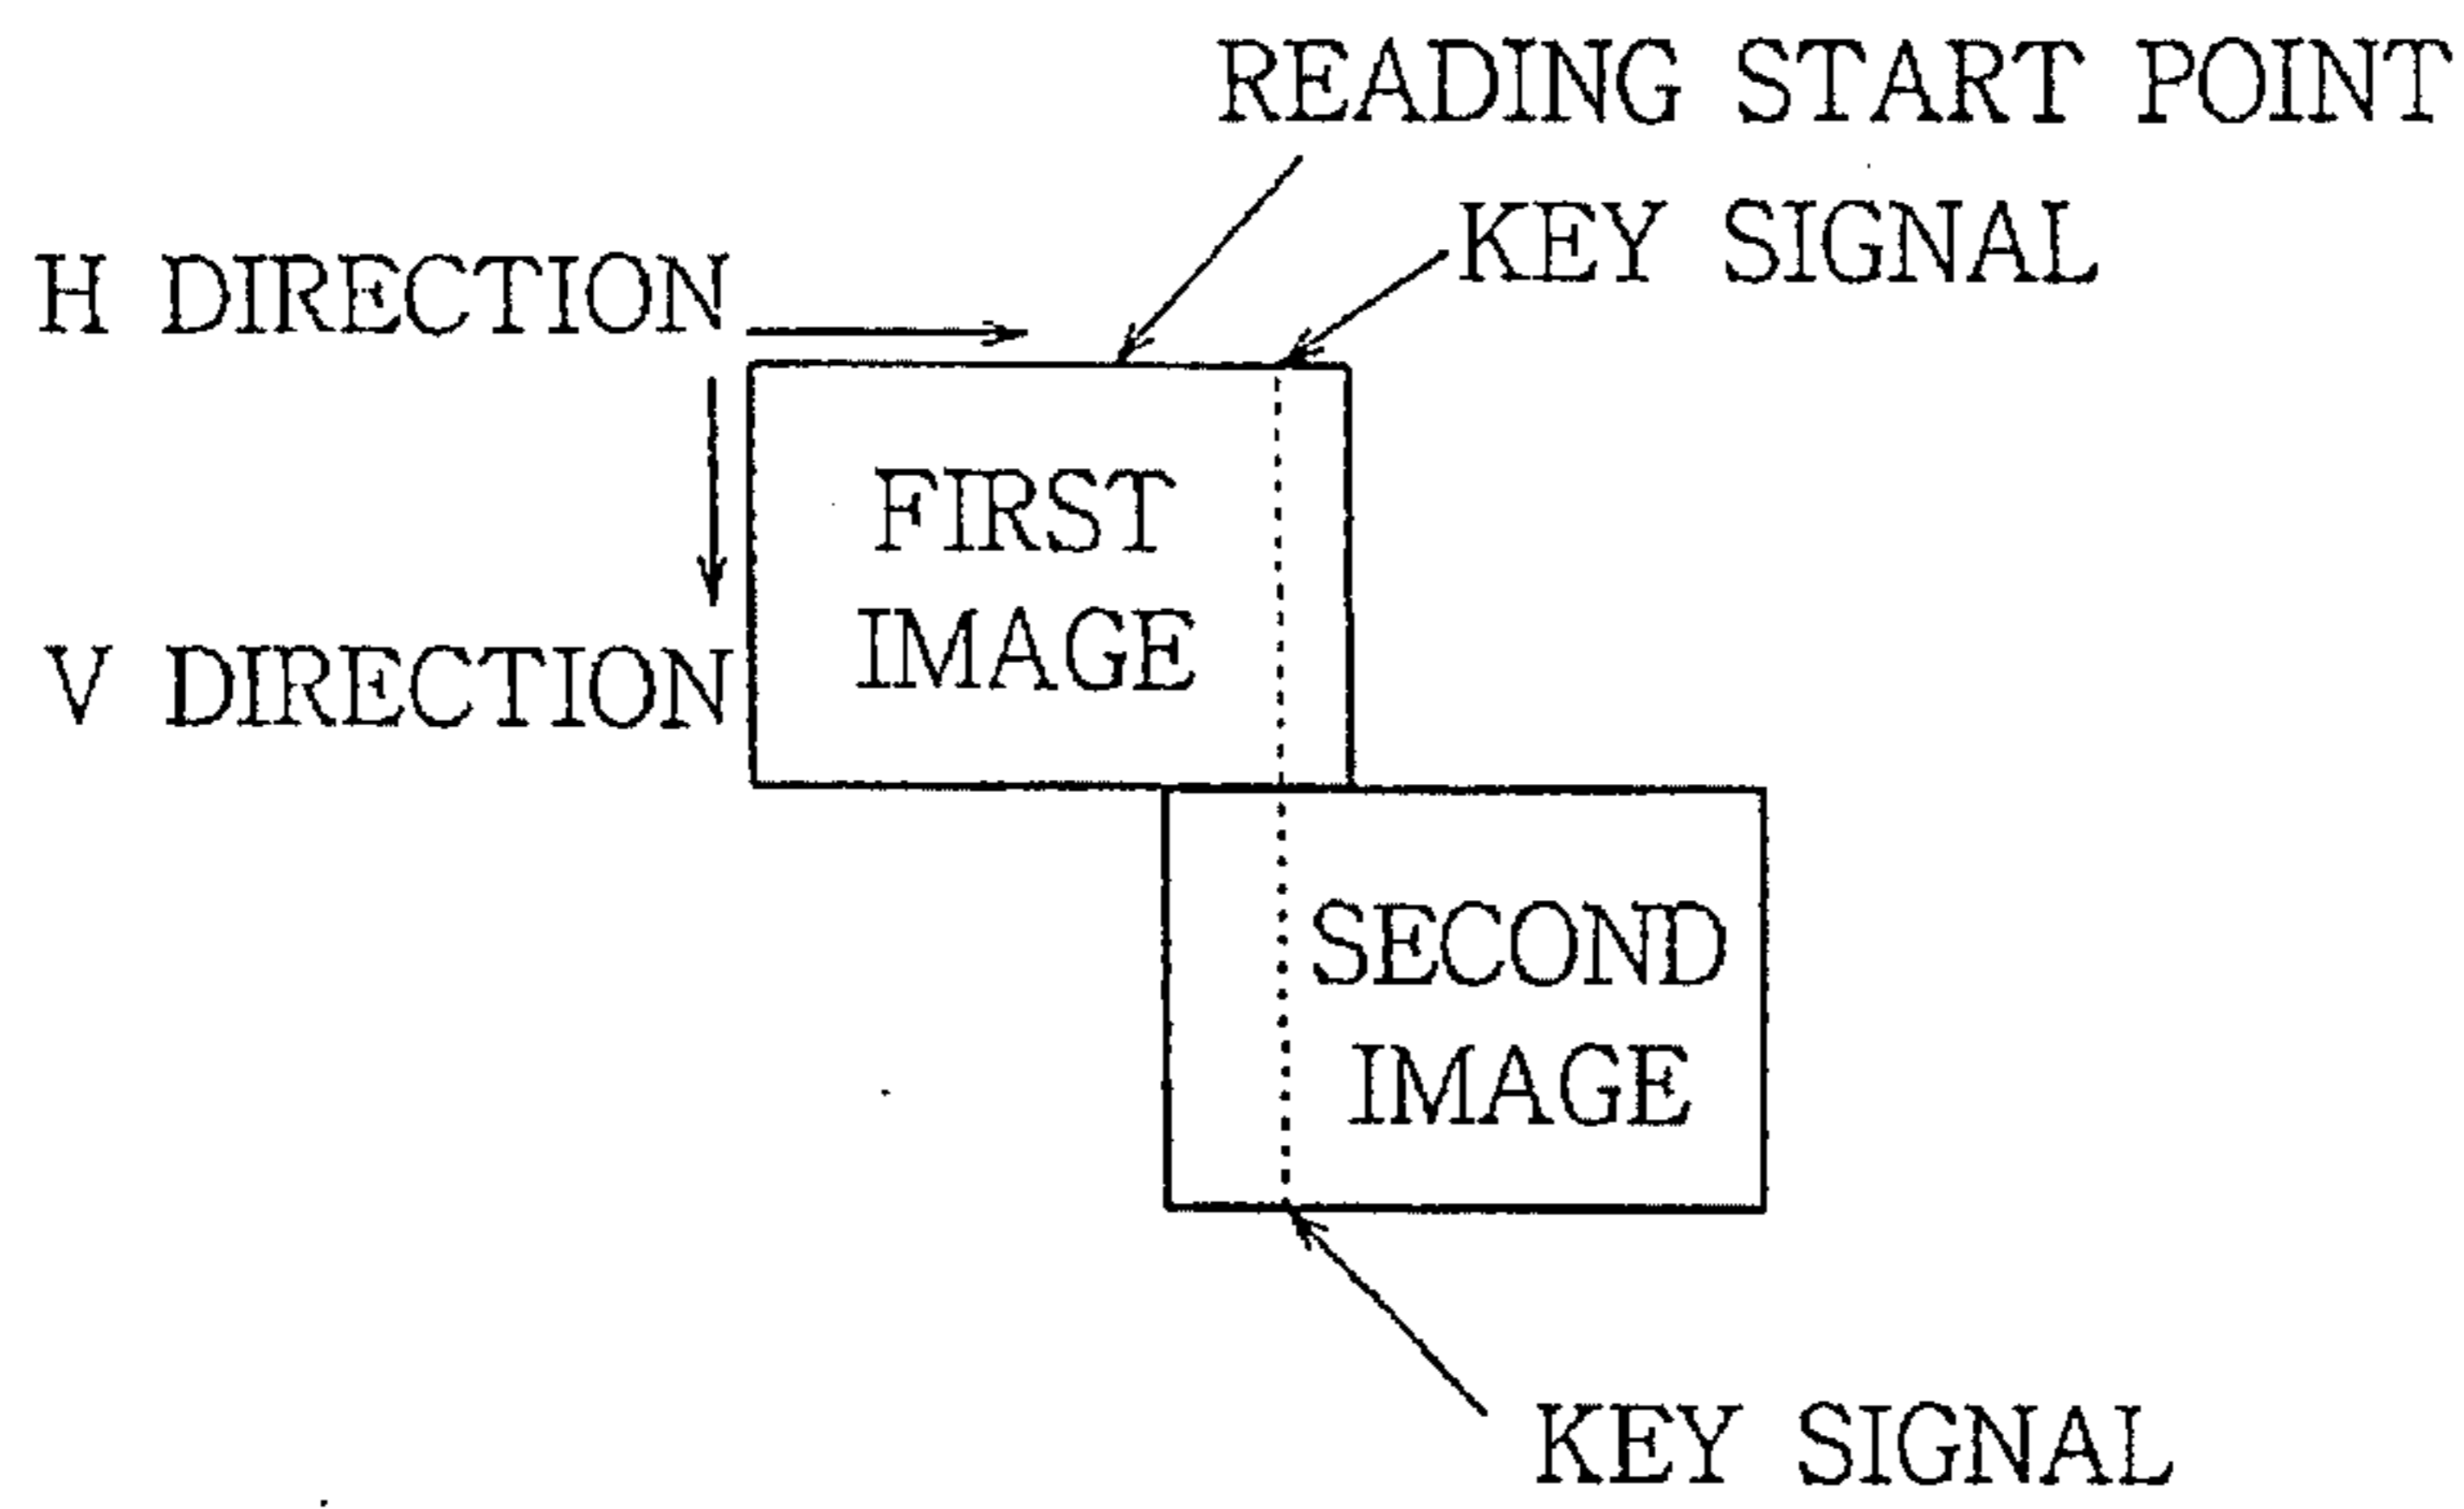 READING START POINT
KEY SIGNAL
H DIRECTION
FIRST
IMAGE
V DIRECTION
SECOND
IMAGE
KEY SIGNAL